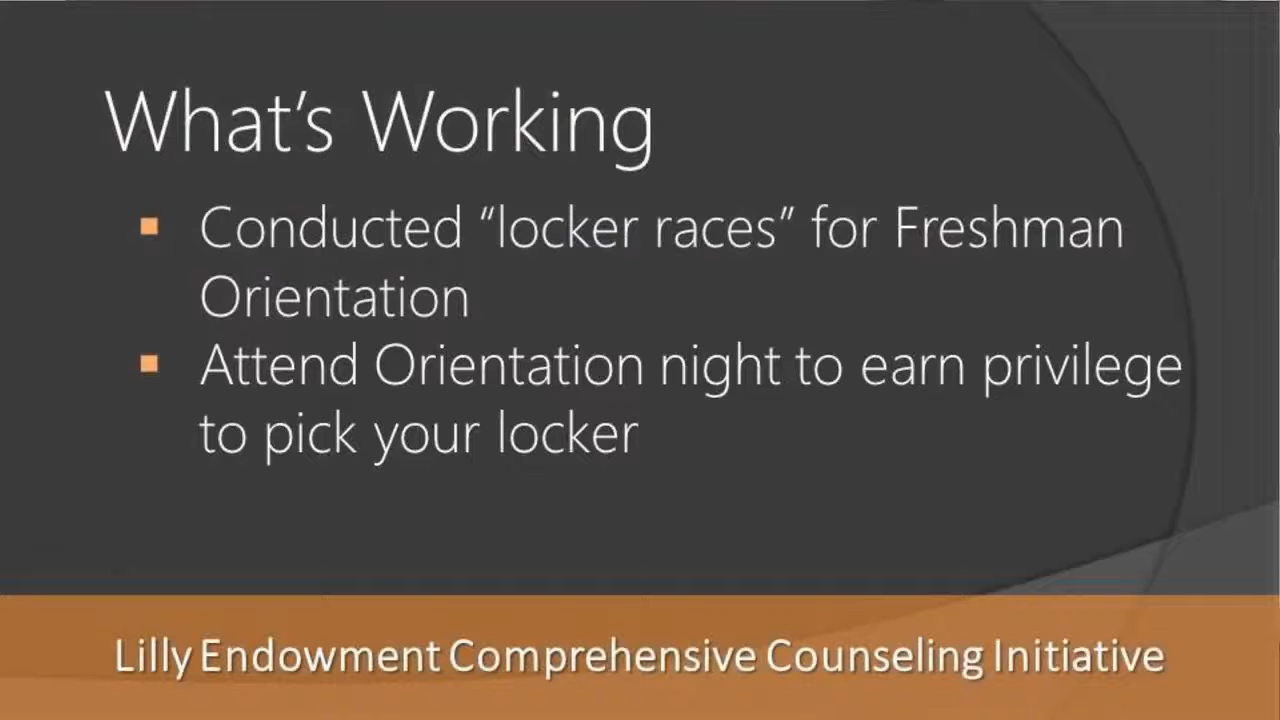 What’s Working
Conducted “locker races” for Freshman
Orientation
Attend Orientation night to earn privilege
to pick your locker
Lilly Endowment Comprehensive Counseling Initiative